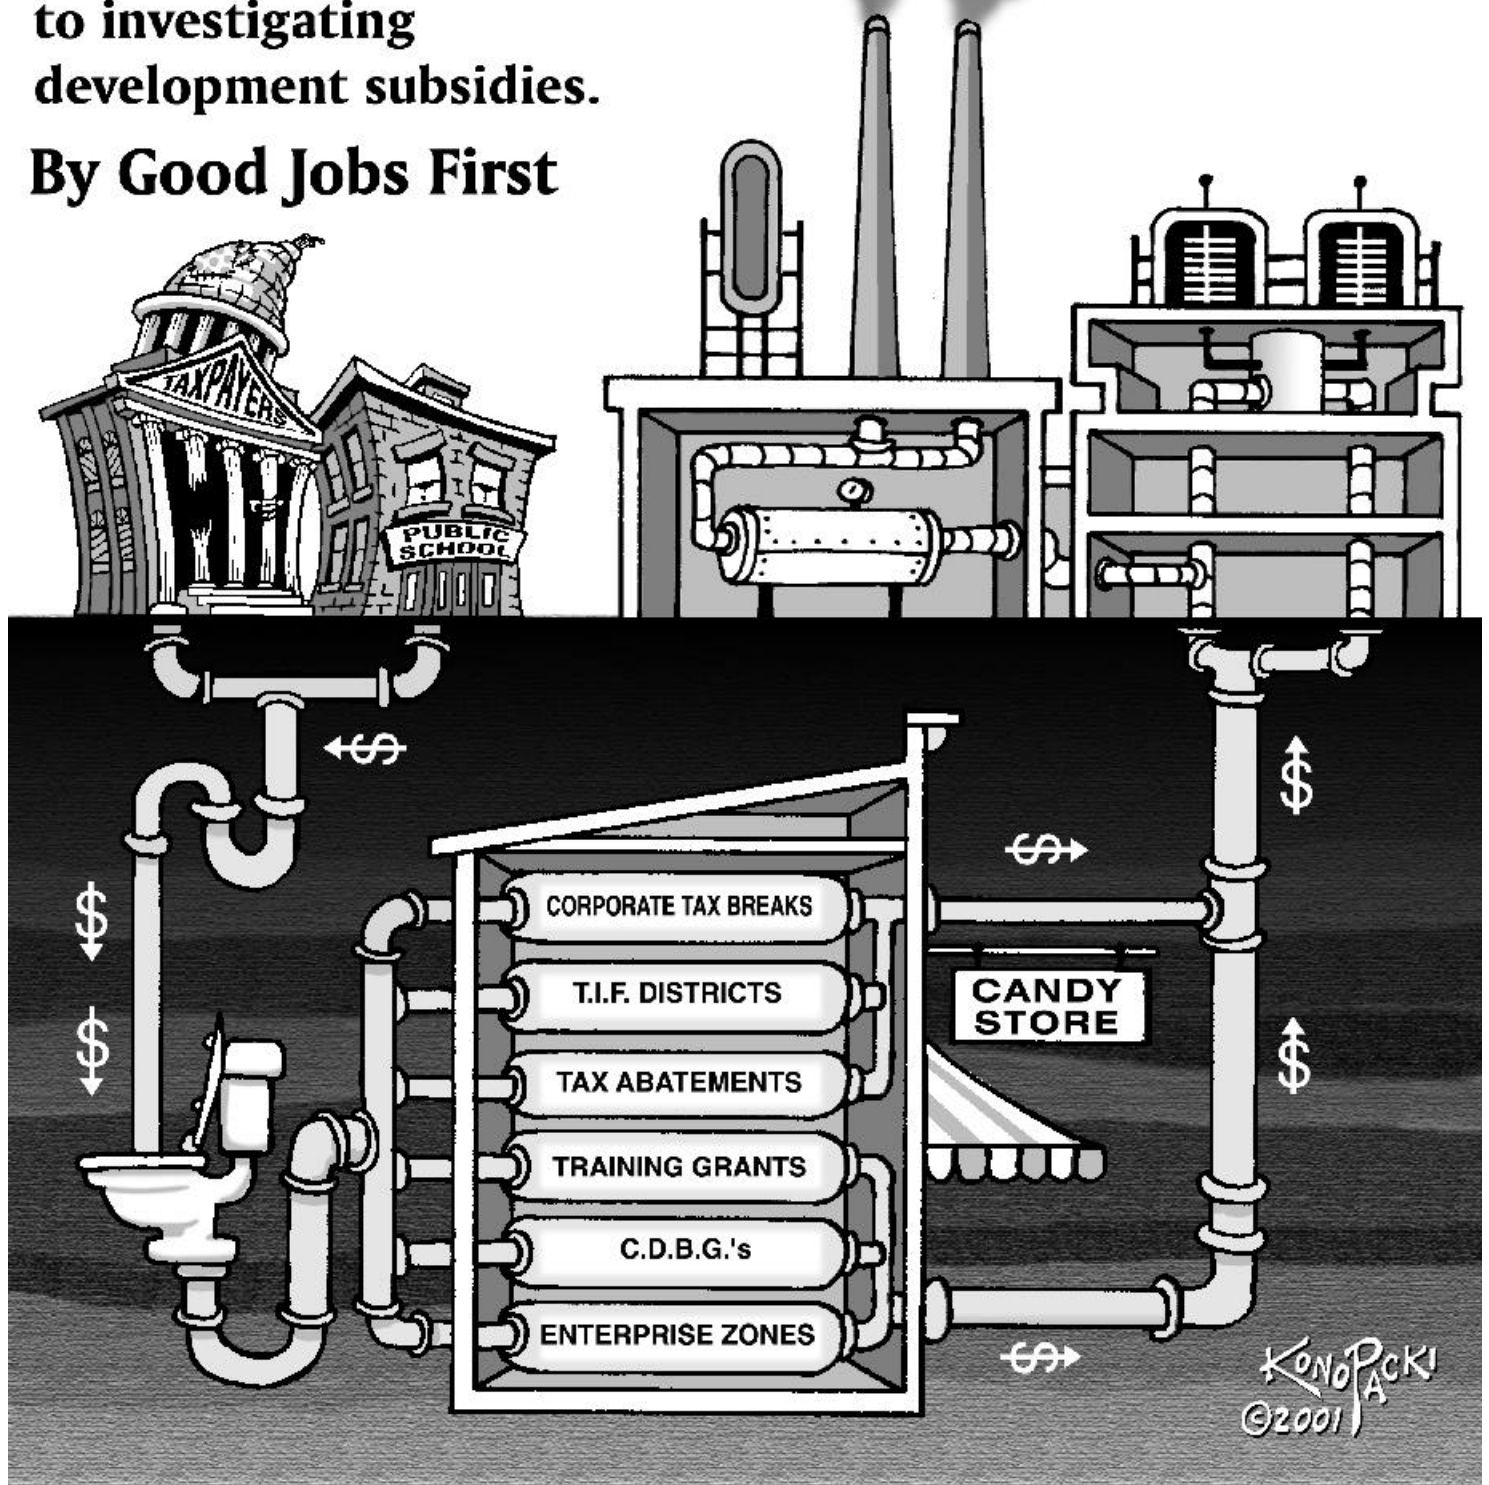 to investigating
development subsidies.
By Good Jobs First
TAXPAYERS
PUBLIC
SCHOOL
$
$
$
$
$
$
$
CORPORATE TAX BREAKS
T.I.F. DISTRICTS
TAX ABATEMENTS
TRAINING GRANTS
C.D.B.G.'s
ENTERPRISE ZONES
CANDY
STORE
KONOPACKI
©2001